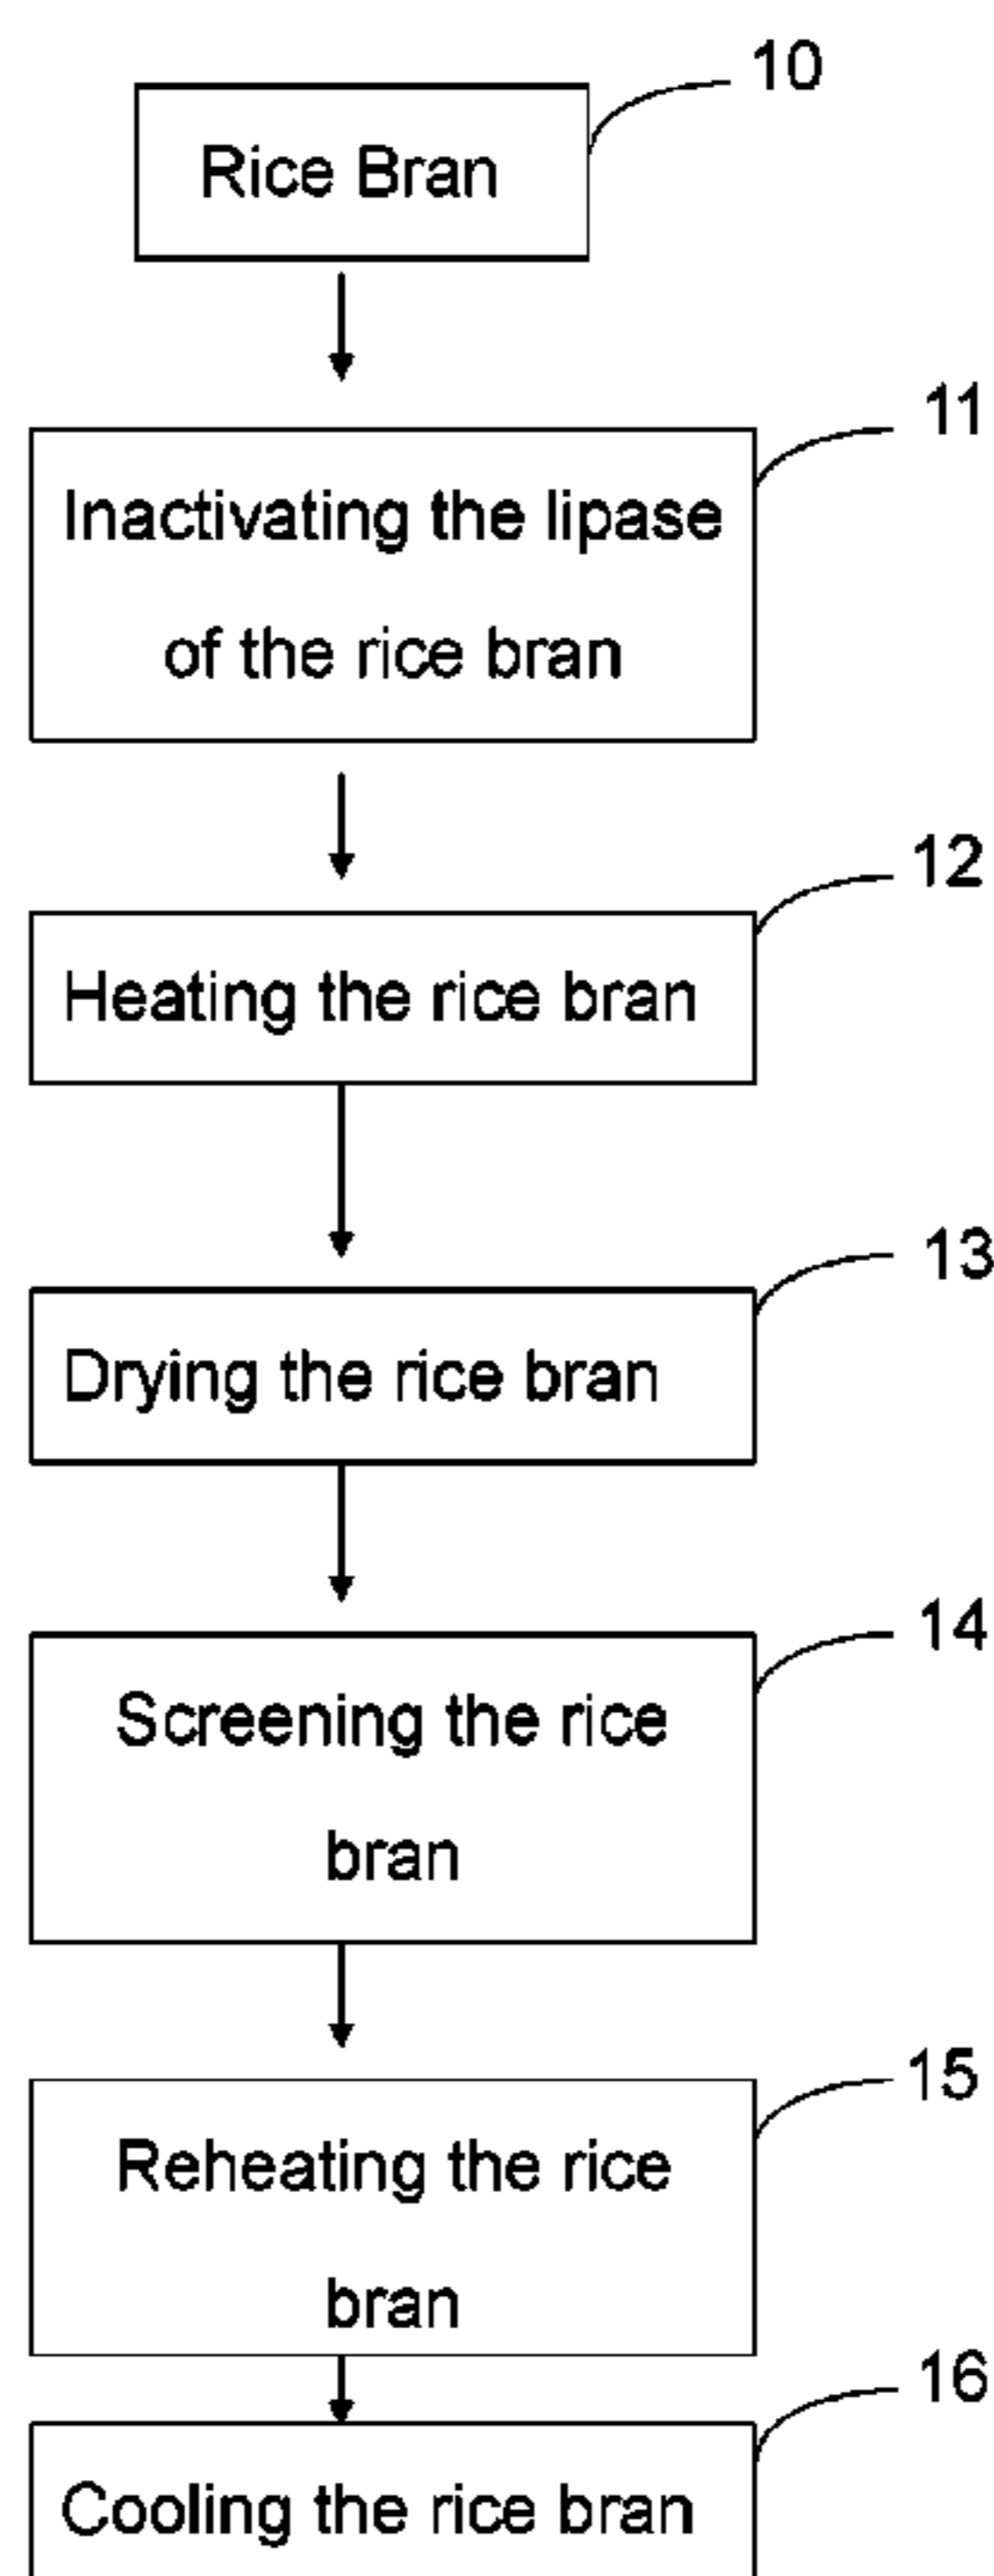 10
Rice Bran
11
Inactivating the lipase
of the rice bran
12
Heating the rice bran
13
Drying the rice bran
14
Screening the rice
bran
15
Reheating the rice
bran
16
Cooling the rice bran